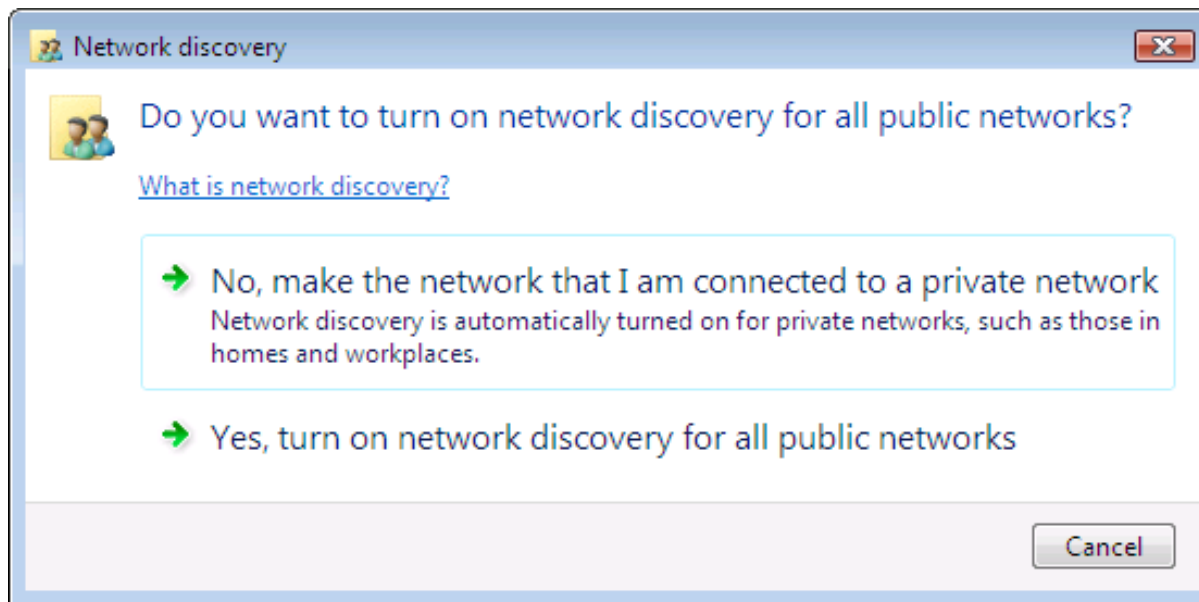 Network discovery
Do you want to turn on network discovery for all public networks?
What is network discovery?
No, make the network that I am connected to a private network
Network discovery is automatically turned on for private networks, such as those in
homes and workplaces.
Yes, turn on network discovery for all public networks
Cancel